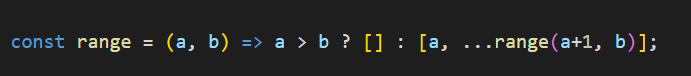 const range = (a, b) => a > b ? [] : [a, ...range(a+1, b)];